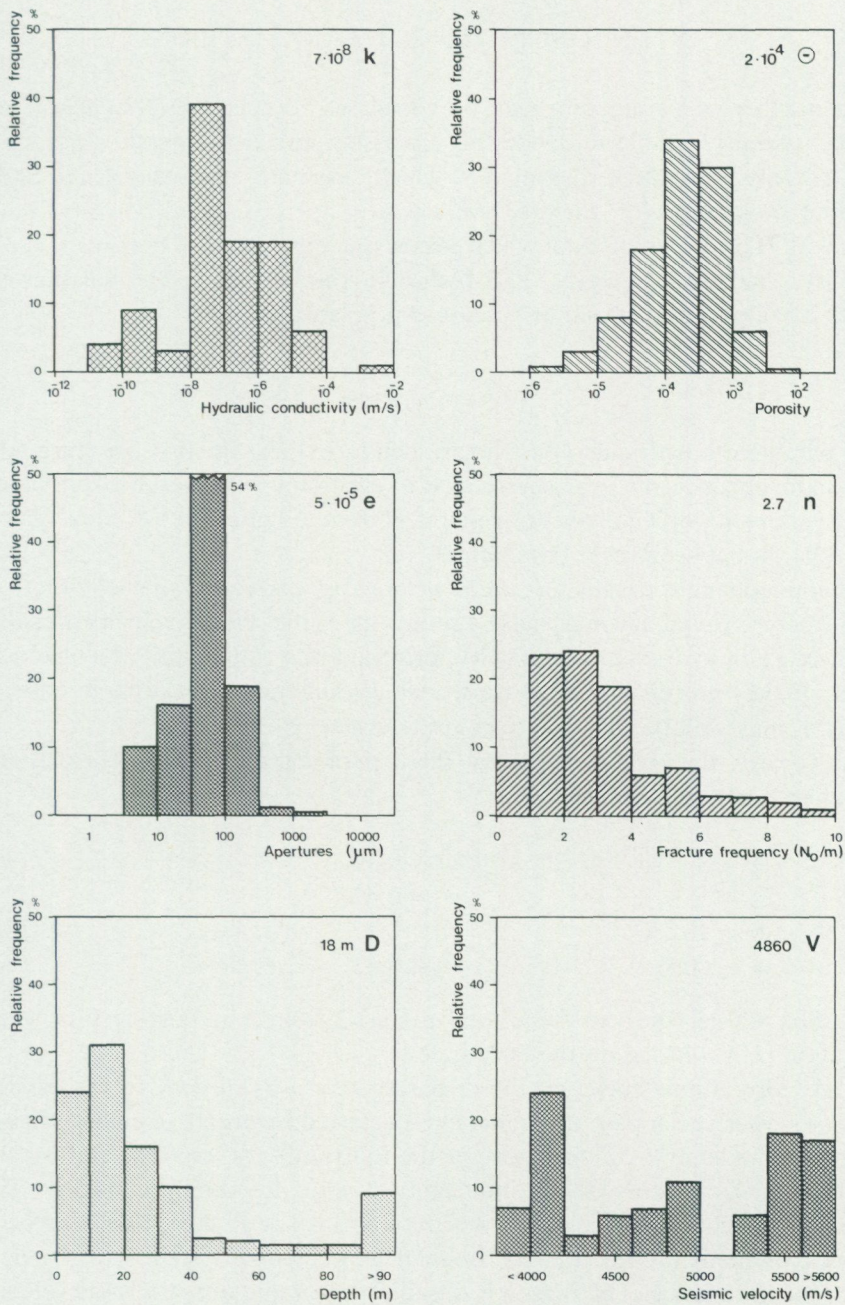 %
50
40
30
20
10
0
Relative frequency
7·10⁻⁸ k
10⁻¹² 10⁻¹⁰ 10⁻⁸ 10⁻⁶ 10⁻⁴ 10⁻²
Hydraulic conductivity (m/s)
%
50
40
30
20
10
0
Relative frequency
2·10⁻⁴ Θ
10⁻⁶ 10⁻⁵ 10⁻⁴ 10⁻³ 10⁻²
Porosity
%
50
40
30
20
10
0
Relative frequency
54 %
5·10⁻⁵ e
1 10 100 1000 10000
Apertures (µm)
%
50
40
30
20
10
0
Relative frequency
2.7 n
0 2 4 6 8 10
Fracture frequency (No/m)
%
50
40
30
20
10
0
Relative frequency
18 m D
0 20 40 60 80 >90
Depth (m)
%
50
40
30
20
10
0
Relative frequency
4860 V
<4000 4500 5000 5500 >5600
Seismic velocity (m/s)